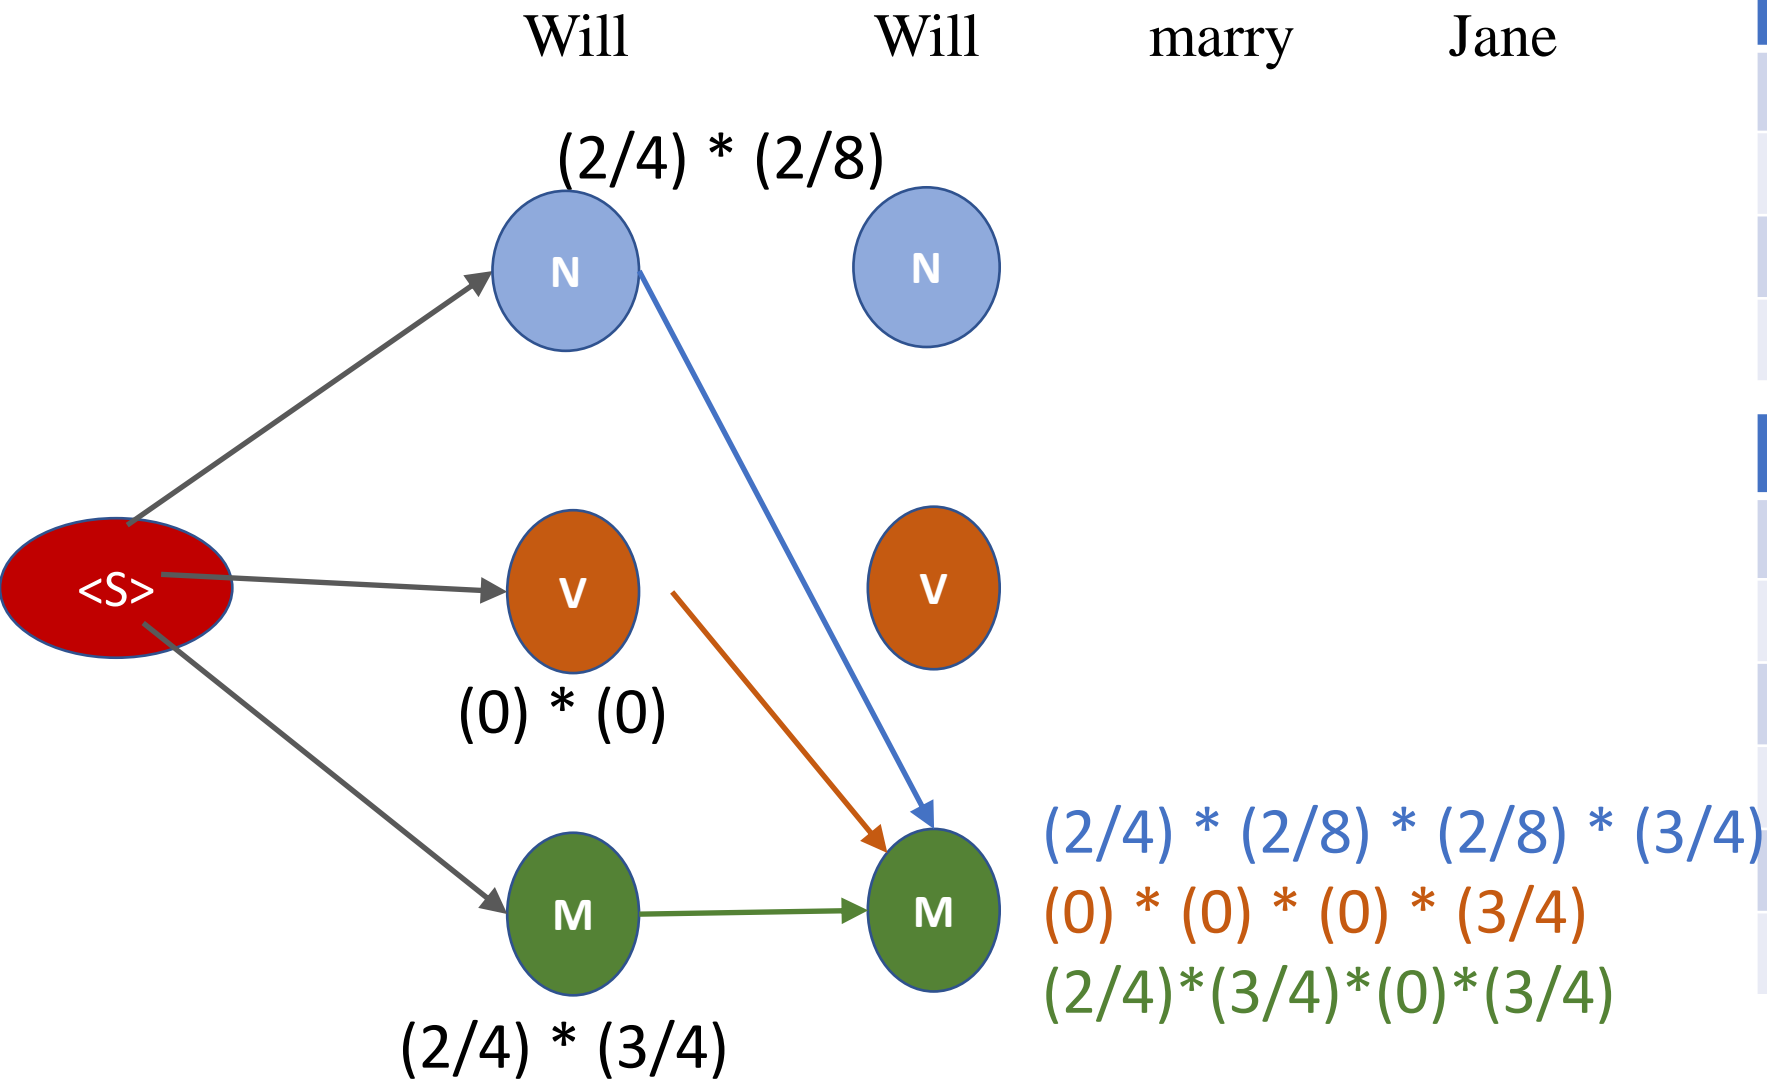 Will Will marry Jane
(2/4) * (2/8)
N N
<S> V V
(0) * (0)
(2/4) * (2/8) * (2/8) * (3/4)
(0) * (0) * (0) * (3/4)
M M
(2/4)*(3/4)*(0)*(3/4)
(2/4) * (3/4)